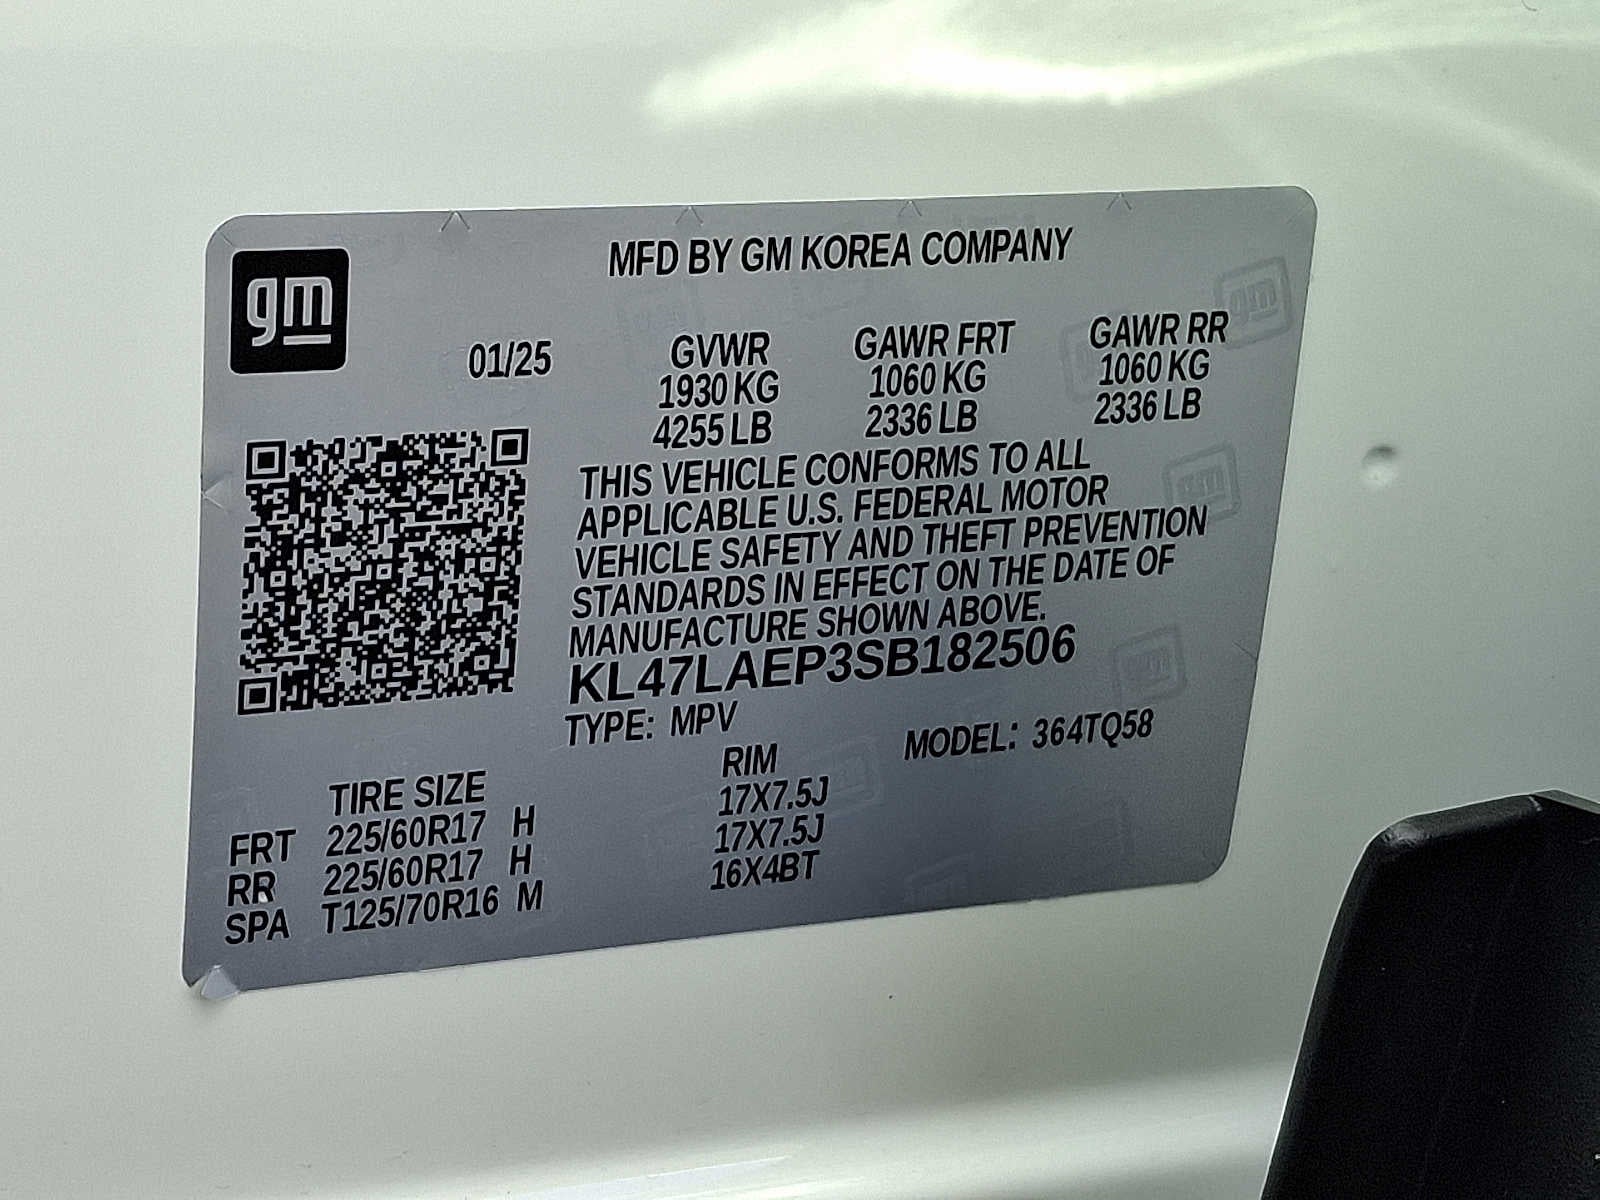 gm
MFD BY GM KOREA COMPANY
01/25 GVWR GAWR FRT GAWR RR
1930 KG 1060 KG 1060 KG
4255 LB 2336 LB 2336 LB
THIS VEHICLE CONFORMS TO ALL
APPLICABLE U.S. FEDERAL MOTOR
VEHICLE SAFETY AND THEFT PREVENTION
STANDARDS IN EFFECT ON THE DATE OF
MANUFACTURE SHOWN ABOVE.
KL47LAEP3SB182506
TYPE: MPV MODEL: 364TQ58
TIRE SIZE RIM
FRT 225/60R17 H 17X7.5J
RR 225/60R17 H 17X7.5J
SPA T125/70R16 M 16X4BT